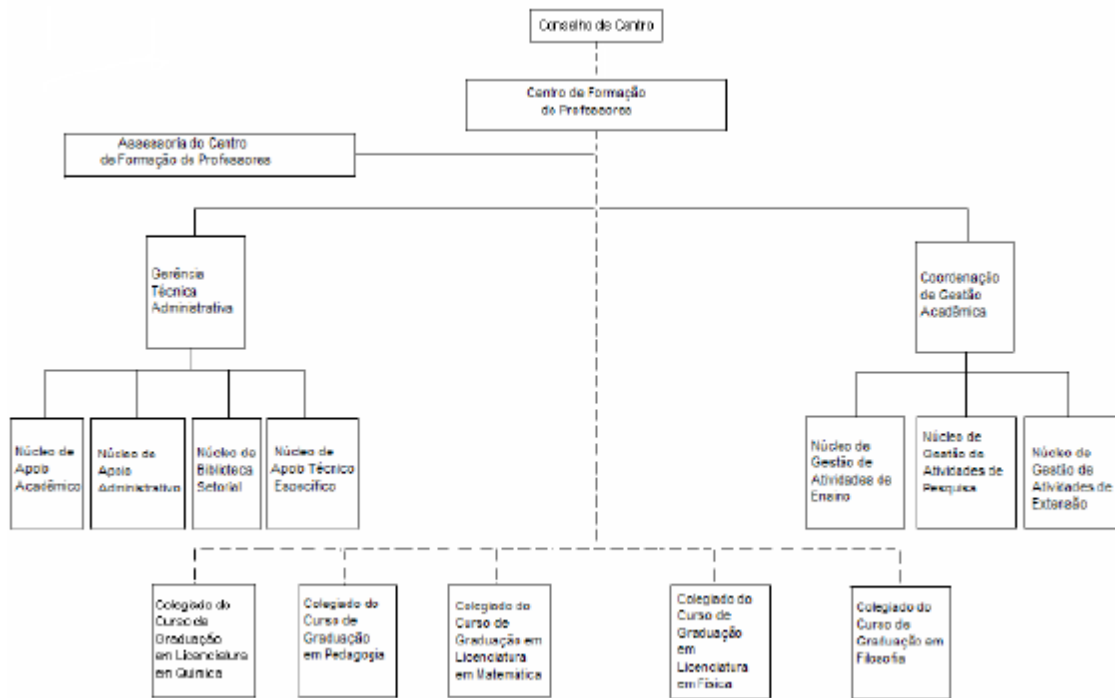 Conselho de Centro
Centro de Formação
de Professores
Assessoria do Centro
de Formação de Professores
Gerência
Técnica
Administrativa
Coordenação
de Gestão
Acadêmica
Núcleo de
Apoio
Acadêmico
Núcleo de
Apoio
Administrativo
Núcleo de
Biblioteca
Setorial
Núcleo de
Apoio Técnico
Específico
Núcleo de
Gestão de
Atividades de
Ensino
Núcleo de
Gestão de
Atividades de
Pesquisa
Núcleo de
Gestão de
Atividades de
Extensão
Colegiado do
Curso de
Graduação
em Licenciatura
em Química
Colegiado do
Curso de
Graduação
em Pedagogia
Colegiado do
Curso de
Graduação em
Licenciatura
em Matemática
Colegiado do
Curso de
Graduação
em
Licenciatura
em Física
Colegiado do
Curso de
Graduação em
Filosofia